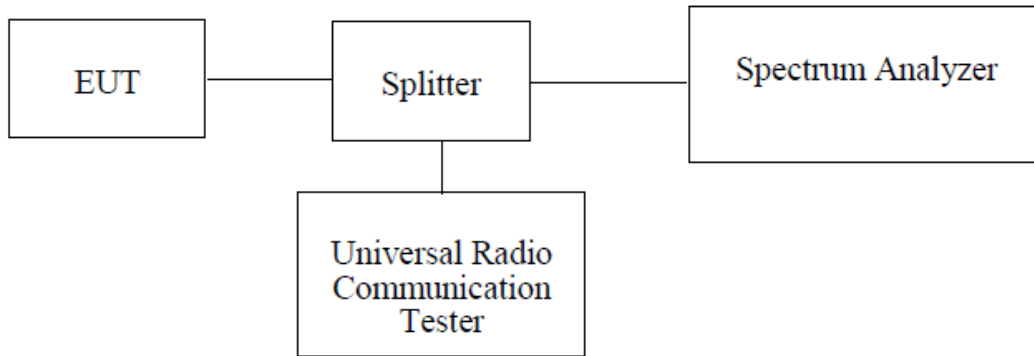 EUT
Splitter
Spectrum Analyzer
Universal Radio
Communication
Tester